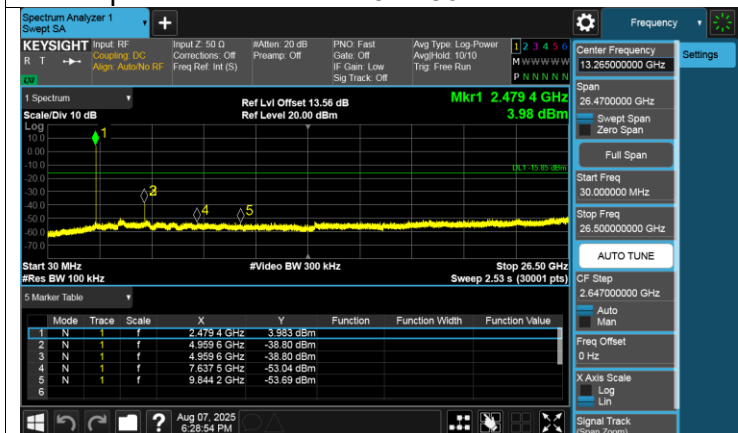 Spectrum Analyzer 1
Swept SA
+
Frequency
KEYSIGHT
R T
LXI
Input: RF
Coupling: DC
Align: Auto/No RF
Input Z: 50 Ω
Corrections: Off
Freq Ref: Int (S)
#Atten: 20 dB
Preamp: Off
PNO: Fast
Gate: Off
IF Gain: Low
Sig Track: Off
Avg Type: Log-Power
Avg|Hold: 10/10
Trig: Free Run
1 2 3 4 5 6
M W W W W W
P N N N N N
1 Spectrum
Scale/Div 10 dB
Ref Lvl Offset 13.56 dB
Ref Level 20.00 dBm
Mkr1 2.479 4 GHz
3.98 dBm
Log
10.0
0.00
-10.0
-20.0
-30.0
-40.0
-50.0
-60.0
-70.0
1
3
4
5
DL1 -15.85 dBm
Start 30 MHz
#Res BW 100 kHz
#Video BW 300 kHz
Stop 26.50 GHz
Sweep 2.53 s (30001 pts)
5 Marker Table
Mode Trace Scale X Y Function Function Width Function Value
1 N 1 f 2.479 4 GHz 3.983 dBm
2 N 1 f 4.959 6 GHz -38.80 dBm
3 N 1 f 4.959 6 GHz -38.80 dBm
4 N 1 f 7.637 5 GHz -53.04 dBm
5 N 1 f 9.844 2 GHz -53.69 dBm
6
?
Aug 07, 2025
6:28:54 PM
Center Frequency
13.265000000 GHz
Settings
Span
26.4700000 GHz
Swept Span
Zero Span
Full Span
Start Freq
30.000000 MHz
Stop Freq
26.500000000 GHz
AUTO TUNE
CF Step
2.647000000 GHz
Auto
Man
Freq Offset
0 Hz
X Axis Scale
Log
Lin
Signal Track
(Span Zoom)